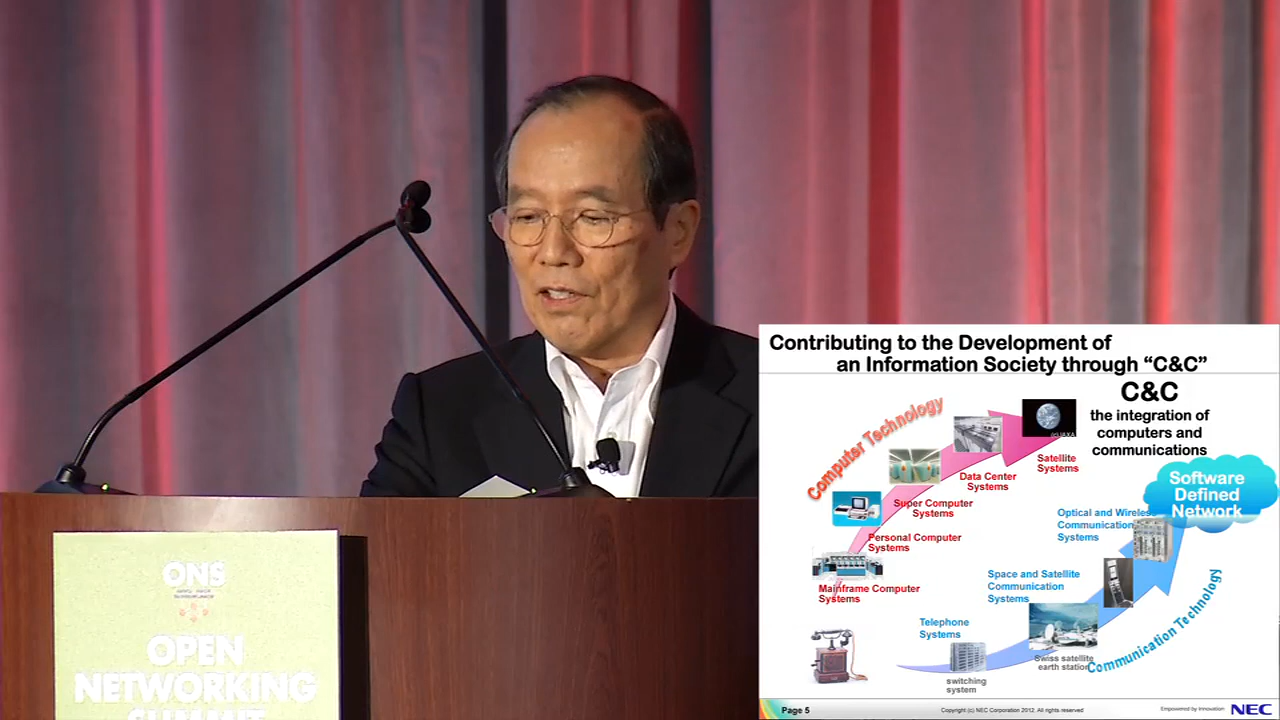 ONS
OPEN
NETWORKING
SUMMIT
Contributing to the Development of
an Information Society through “C&C”
C&C
the integration of
computers and
communications
Computer Technology
Satellite
Systems
Data Center
Systems
Super Computer
Systems
Personal Computer
Systems
Mainframe Computer
Systems
Software
Defined
Network
Optical and Wireless
Communication
Systems
Space and Satellite
Communication
Systems
Telephone
Systems
Swiss satellite
earth station
switching
system
Communication Technology
Page 5
Copyright (c) NEC Corporation 2012. All rights reserved
Empowered by Innovation
NEC